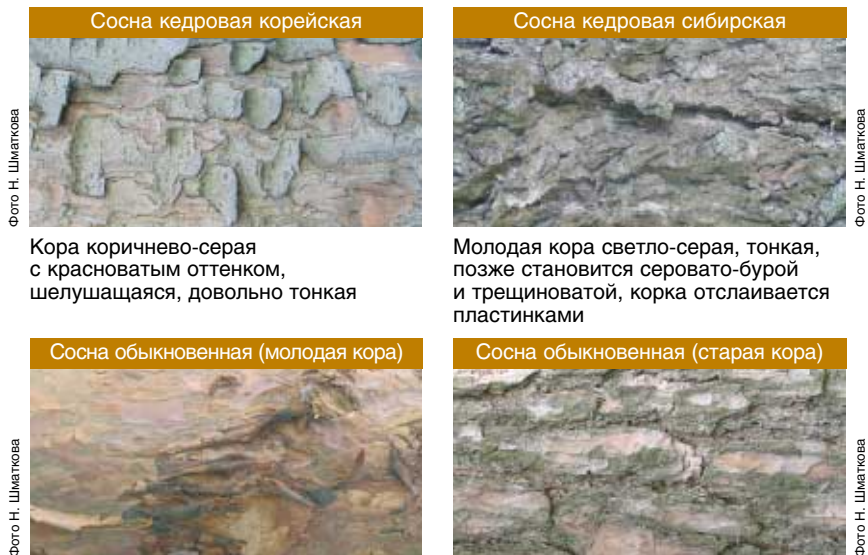 Сосна кедровая корейская
Фото Н. Шматкова
Кора коричнево-серая
с красноватым оттенком,
шелушащаяся, довольно тонкая
Сосна кедровая сибирская
Фото Н. Шматкова
Молодая кора светло-серая, тонкая,
позже становится серовато-бурой
и трещиноватой, корка отслаивается
пластинками
Сосна обыкновенная (молодая кора)
Фото Н. Шматкова
Сосна обыкновенная (старая кора)
Фото Н. Шматкова